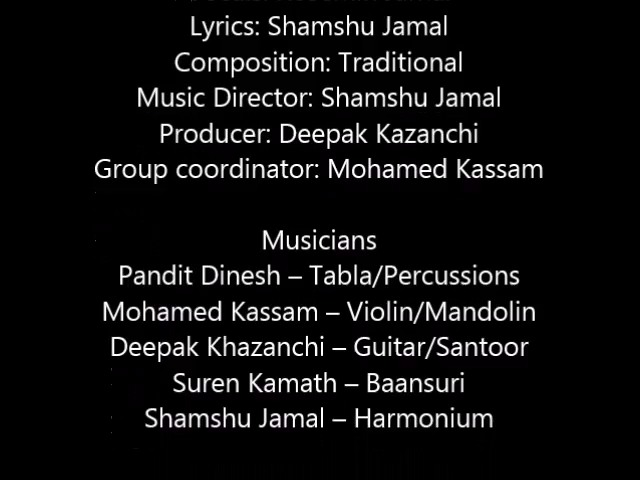 Lyrics: Shamshu Jamal
Composition: Traditional
Music Director: Shamshu Jamal
Producer: Deepak Kazanchi
Group coordinator: Mohamed Kassam
Musicians
Pandit Dinesh – Tabla/Percussions
Mohamed Kassam – Violin/Mandolin
Deepak Khazanchi – Guitar/Santoor
Suren Kamath – Baansuri
Shamshu Jamal – Harmonium